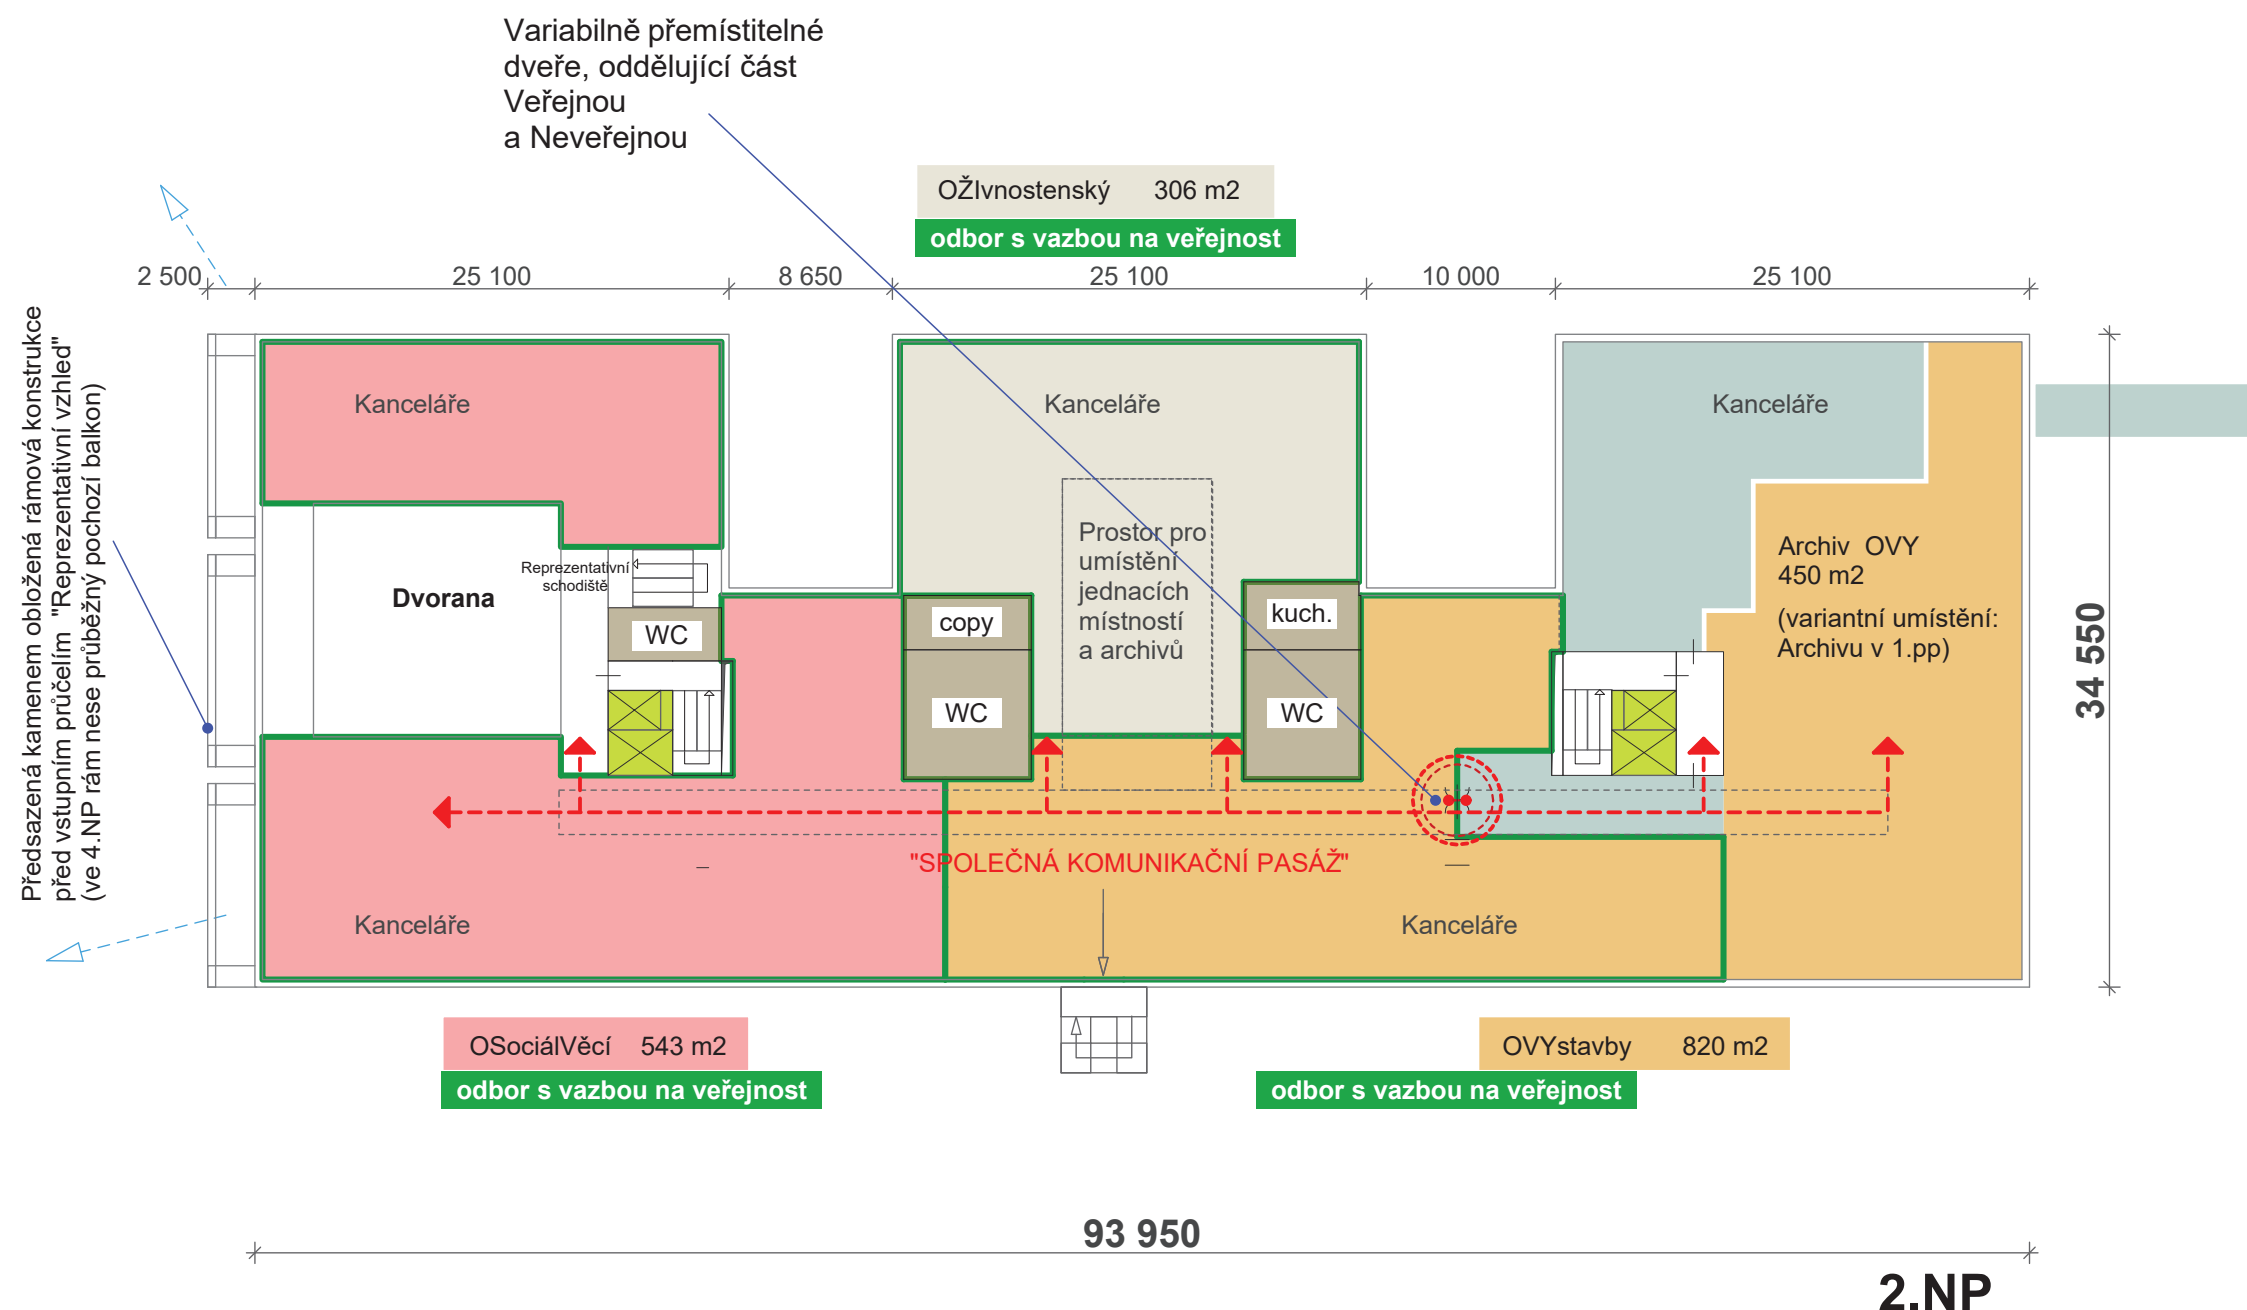 Variabilně přemístitelné
dveře, oddělující část
Veřejnou
a Neveřejnou
OŽIvnostenský 306 m2
odbor s vazbou na veřejnost
2 500 25 100 8 650 25 100 10 000 25 100
Předsazená kamenem obložená rámová konstrukce
před vstupním průčelím "Reprezentativní vzhled"
(ve 4.NP rám nese průběžný pochozí balkon)
Kanceláře
Kanceláře
Kanceláře
Prostor pro
umístění
jednacích
místností
a archivů
Archiv OVY
450 m2
(variantní umístění:
Archivu v 1.pp)
Reprezentativní
schodiště
Dvorana
WC
copy
WC
kuch.
WC
34 550
"SPOLEČNÁ KOMUNIKAČNÍ PASÁŽ"
Kanceláře
Kanceláře
OSociálVěcí 543 m2
odbor s vazbou na veřejnost
OVYstavby 820 m2
odbor s vazbou na veřejnost
93 950
2.NP